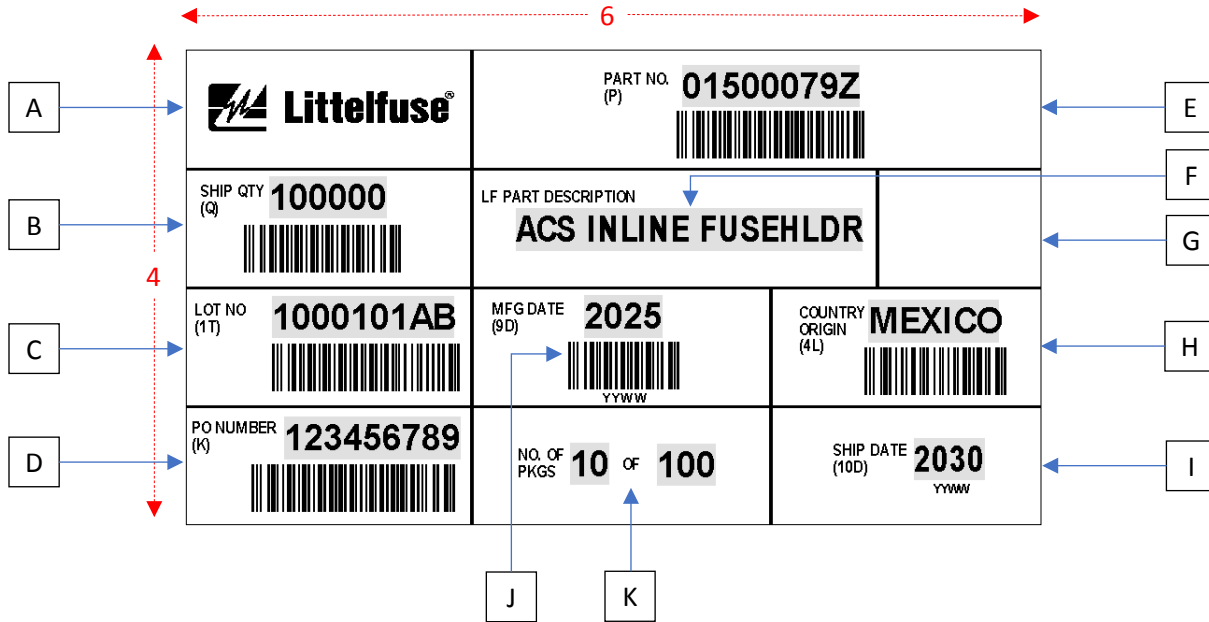 6
4
A
B
C
D
E
F
G
H
I
J
K
Littelfuse®
PART NO.
(P)
01500079Z
SHIP QTY
(Q)
100000
LF PART DESCRIPTION
ACS INLINE FUSEHLDR
LOT NO
(1T)
1000101AB
MFG DATE
(9D)
2025
YYWW
COUNTRY
ORIGIN
(4L)
MEXICO
PO NUMBER
(K)
123456789
NO. OF
PKGS
10 OF 100
SHIP DATE
(10D)
2030
YYWW